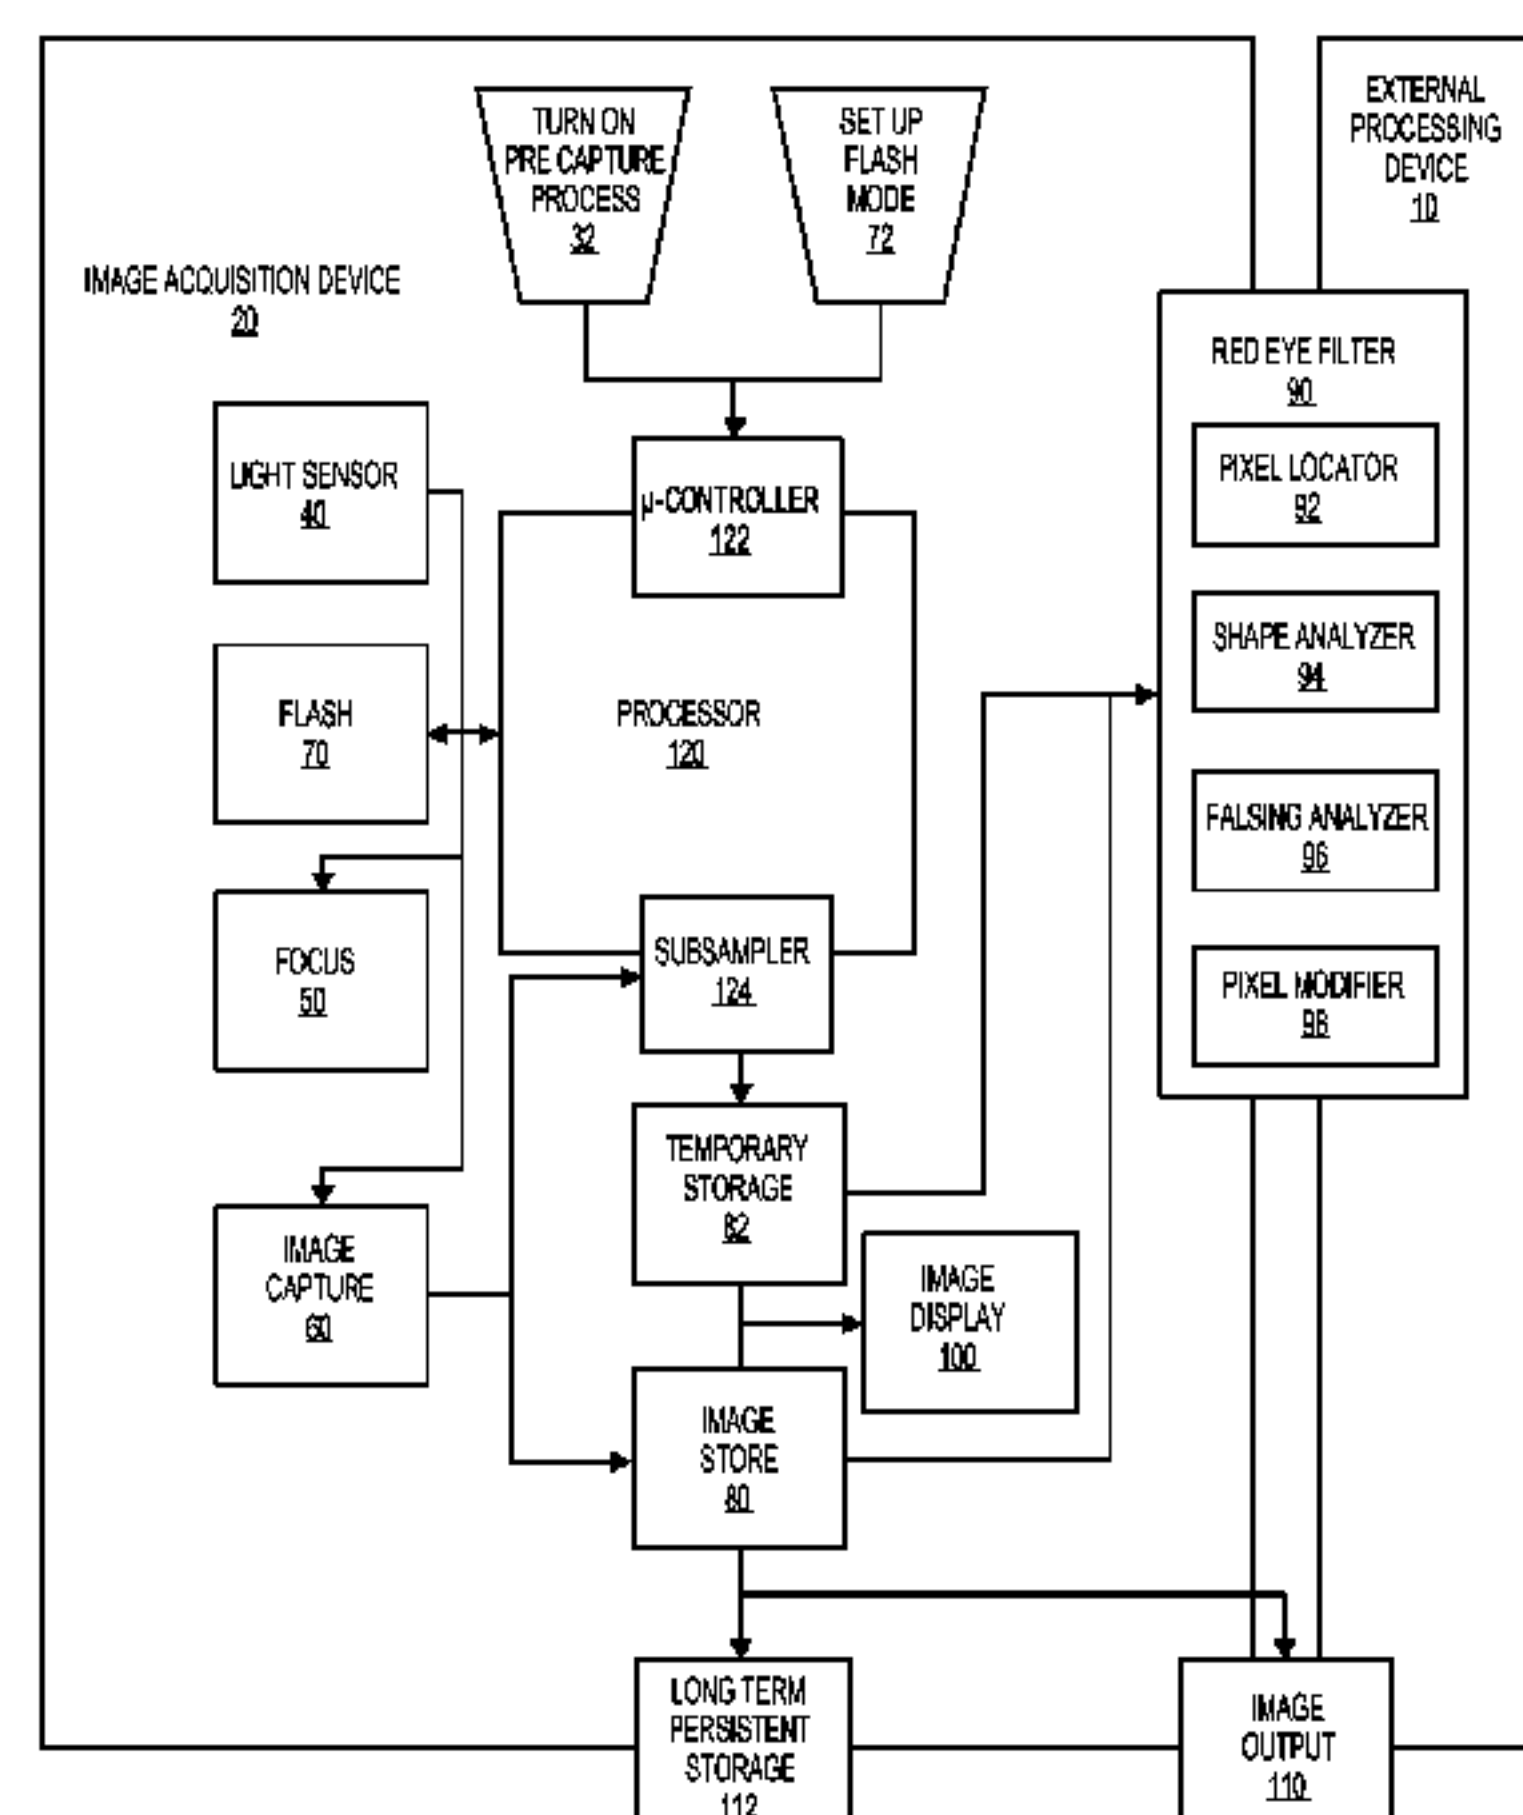 EXTERNAL
PROCESSING
DEVICE
10
TURN ON
PRE CAPTURE
PROCESS
32
SET UP
FLASH
MODE
72
IMAGE ACQUISITION DEVICE
20
RED EYE FILTER
90
LIGHT SENSOR
40
µ-CONTROLLER
122
PIXEL LOCATOR
92
SHAPE ANALYZER
94
FLASH
70
PROCESSOR
120
FALSING ANALYZER
96
FOCUS
50
SUBSAMPLER
124
PIXEL MODIFIER
98
TEMPORARY
STORAGE
82
IMAGE
CAPTURE
60
IMAGE
DISPLAY
100
IMAGE
STORE
80
LONG TERM
PERSISTENT
STORAGE
112
IMAGE
OUTPUT
110